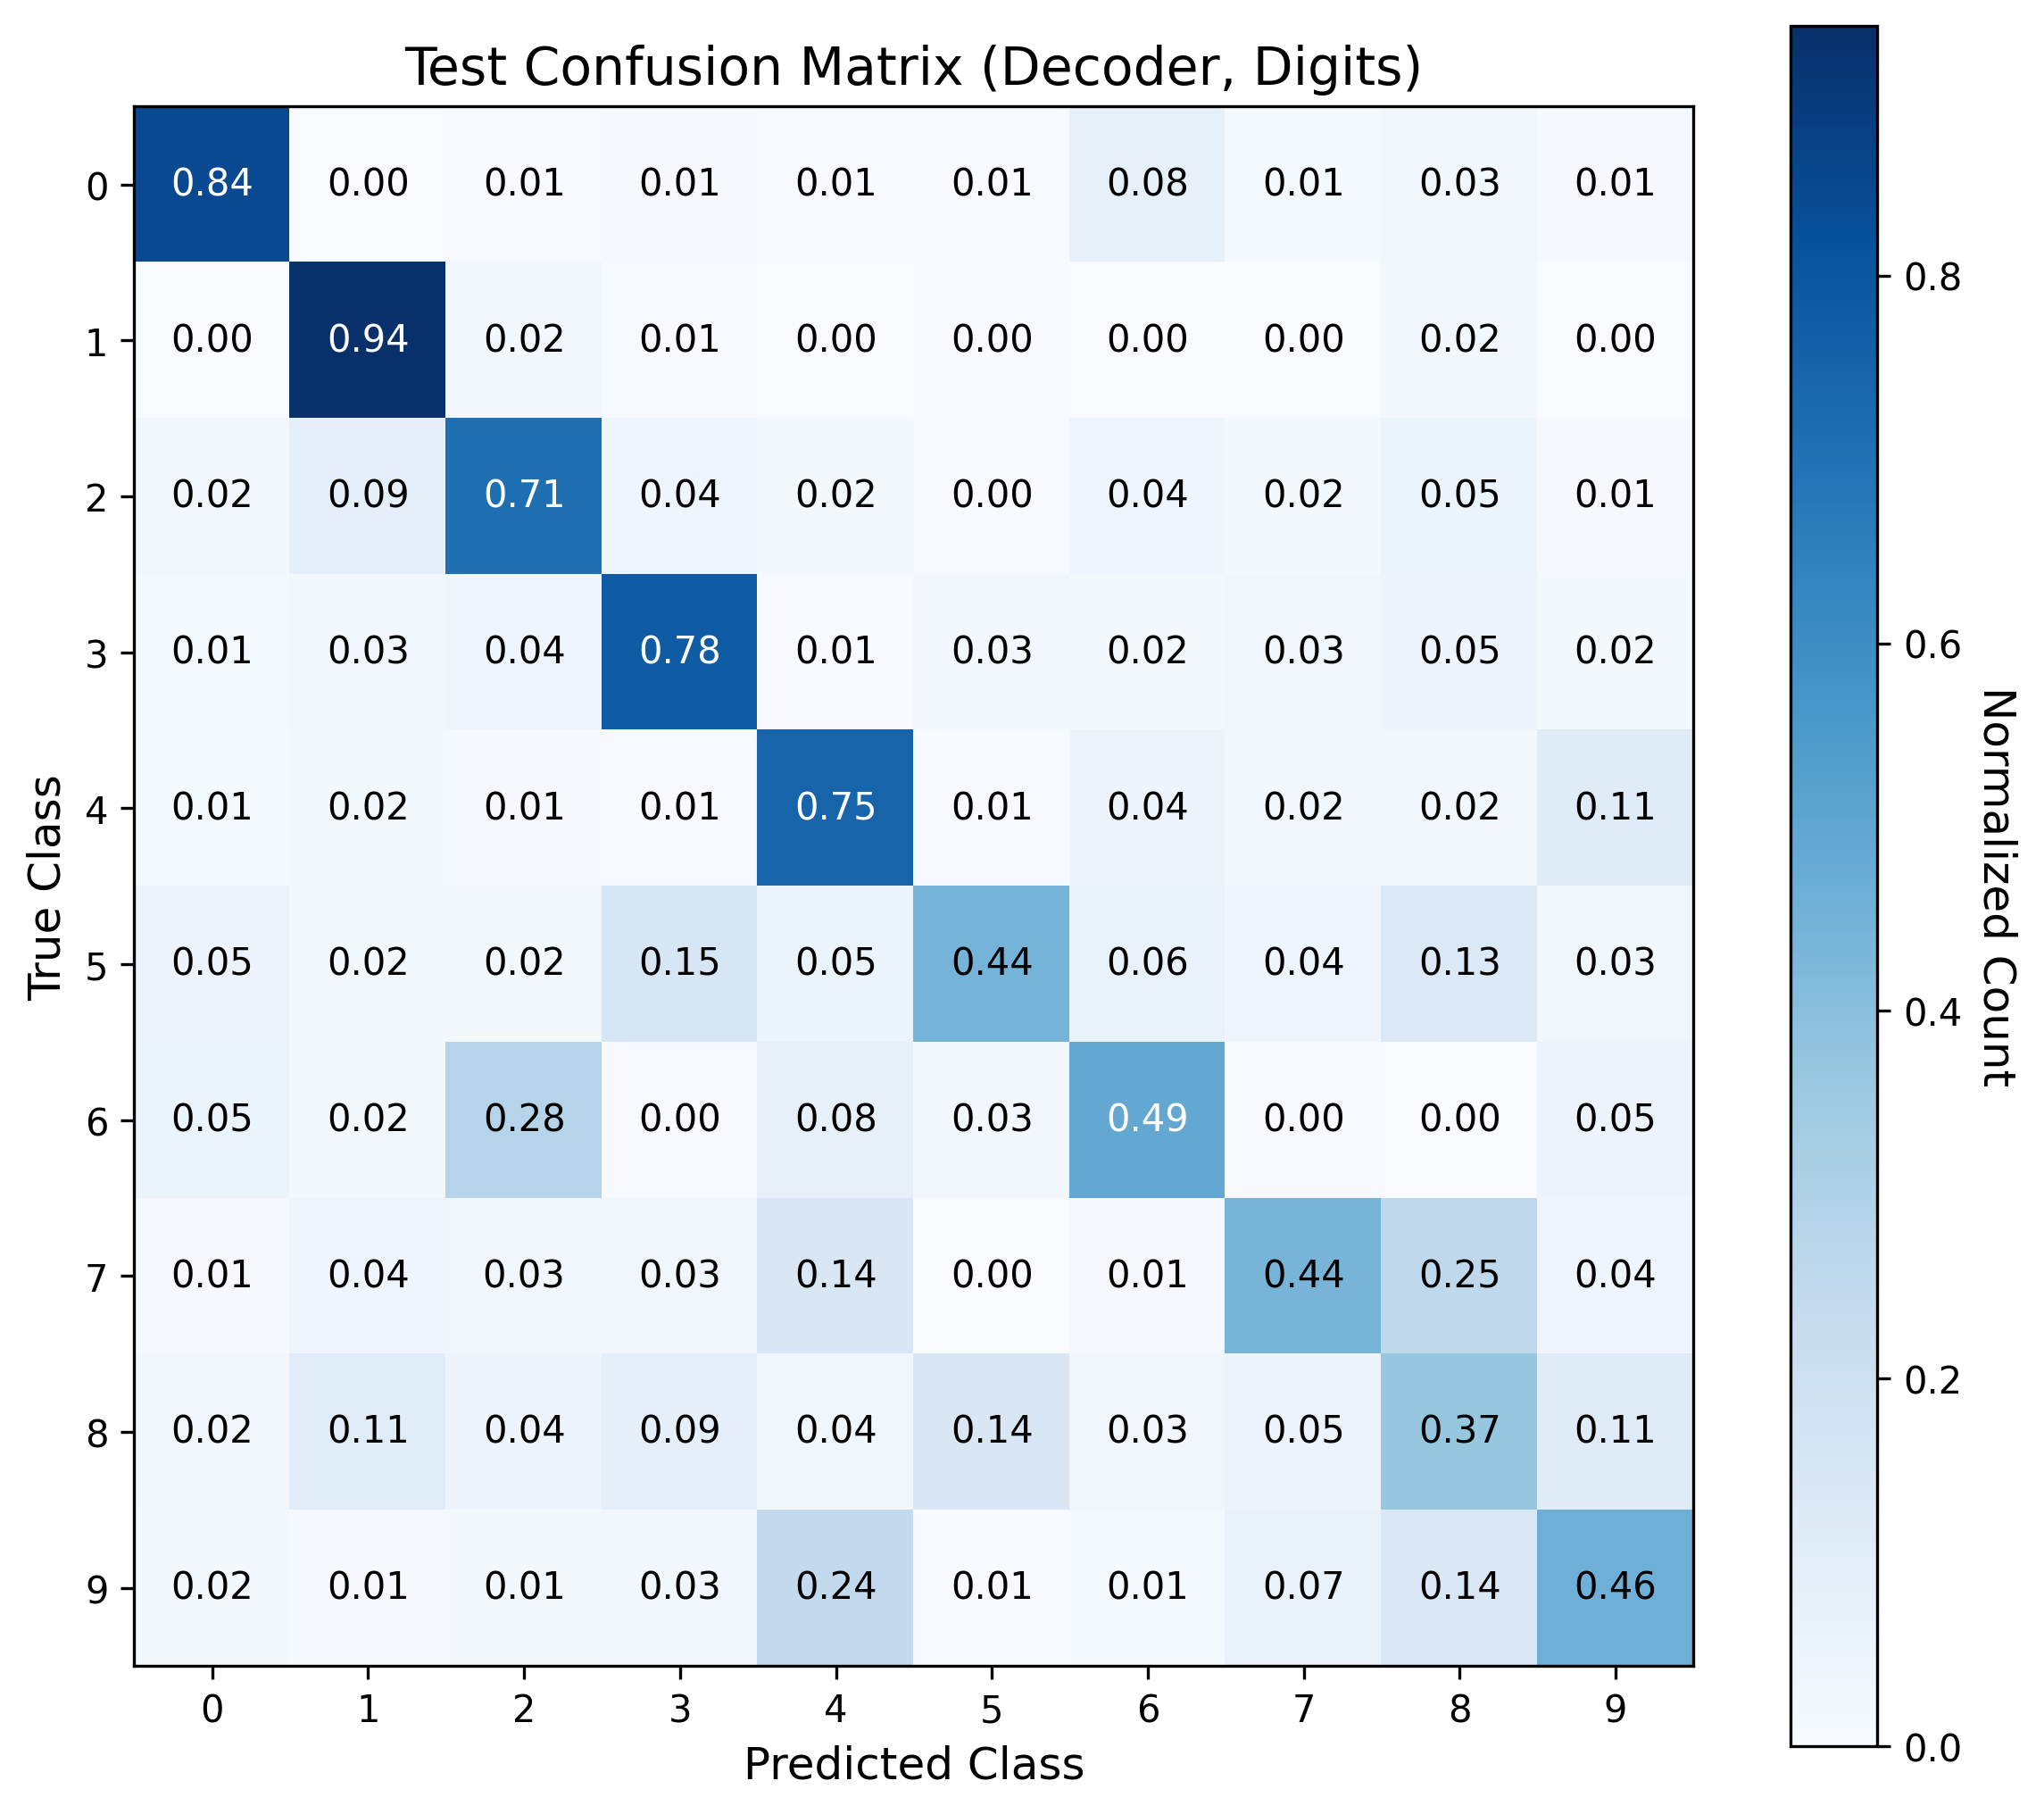 Test Confusion Matrix (Decoder, Digits)
0 0.84 0.00 0.01 0.01 0.01 0.01 0.08 0.01 0.03 0.01
1 0.00 0.94 0.02 0.01 0.00 0.00 0.00 0.00 0.02 0.00
2 0.02 0.09 0.71 0.04 0.02 0.00 0.04 0.02 0.05 0.01
3 0.01 0.03 0.04 0.78 0.01 0.03 0.02 0.03 0.05 0.02
4 0.01 0.02 0.01 0.01 0.75 0.01 0.04 0.02 0.02 0.11
5 0.05 0.02 0.02 0.15 0.05 0.44 0.06 0.04 0.13 0.03
6 0.05 0.02 0.28 0.00 0.08 0.03 0.49 0.00 0.00 0.05
7 0.01 0.04 0.03 0.03 0.14 0.00 0.01 0.44 0.25 0.04
8 0.02 0.11 0.04 0.09 0.04 0.14 0.03 0.05 0.37 0.11
9 0.02 0.01 0.01 0.03 0.24 0.01 0.01 0.07 0.14 0.46
0 1 2 3 4 5 6 7 8 9
Predicted Class
True Class
0.8
0.6
0.4
0.2
0.0
Normalized Count